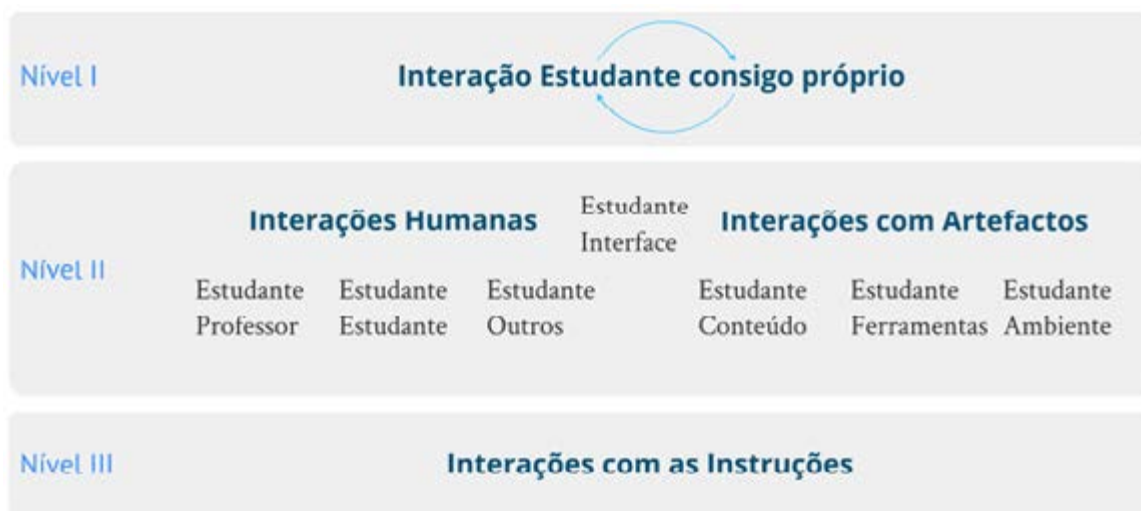 Nível I
Interação Estudante consigo próprio
Nível II
Interações Humanas
Estudante
Interface
Interações com Artefactos
Estudante
Professor
Estudante
Estudante
Estudante
Outros
Estudante
Conteúdo
Estudante
Ferramentas
Estudante
Ambiente
Nível III
Interações com as Instruções